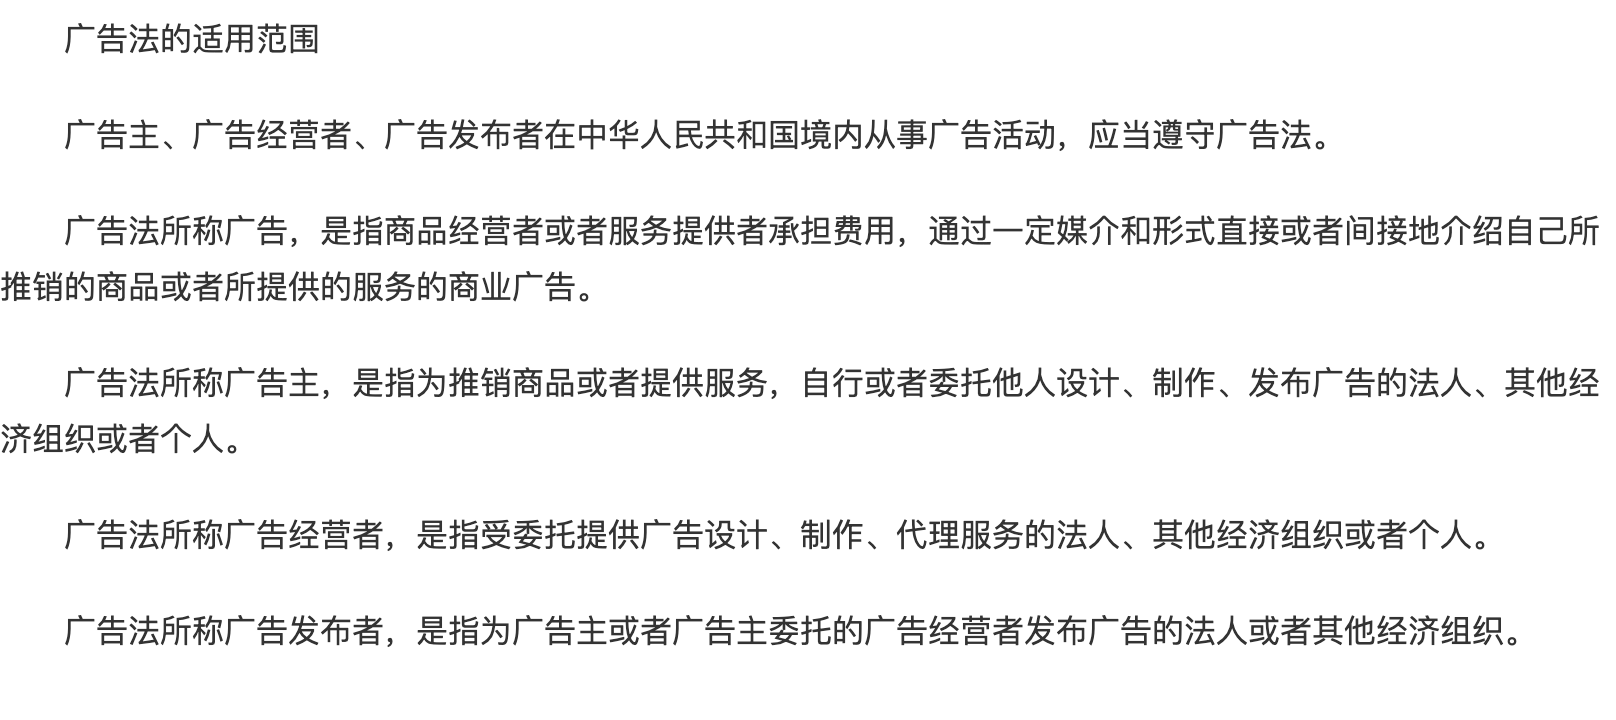 广告法的适用范围
广告主、广告经营者、广告发布者在中华人民共和国境内从事广告活动，应当遵守广告法。
广告法所称广告，是指商品经营者或者服务提供者承担费用，通过一定媒介和形式直接或者间接地介绍自己所
推销的商品或者所提供的服务的商业广告。
广告法所称广告主，是指为推销商品或者提供服务，自行或者委托他人设计、制作、发布广告的法人、其他经
济组织或者个人。
广告法所称广告经营者，是指受委托提供广告设计、制作、代理服务的法人、其他经济组织或者个人。
广告法所称广告发布者，是指为广告主或者广告主委托的广告经营者发布广告的法人或者其他经济组织。